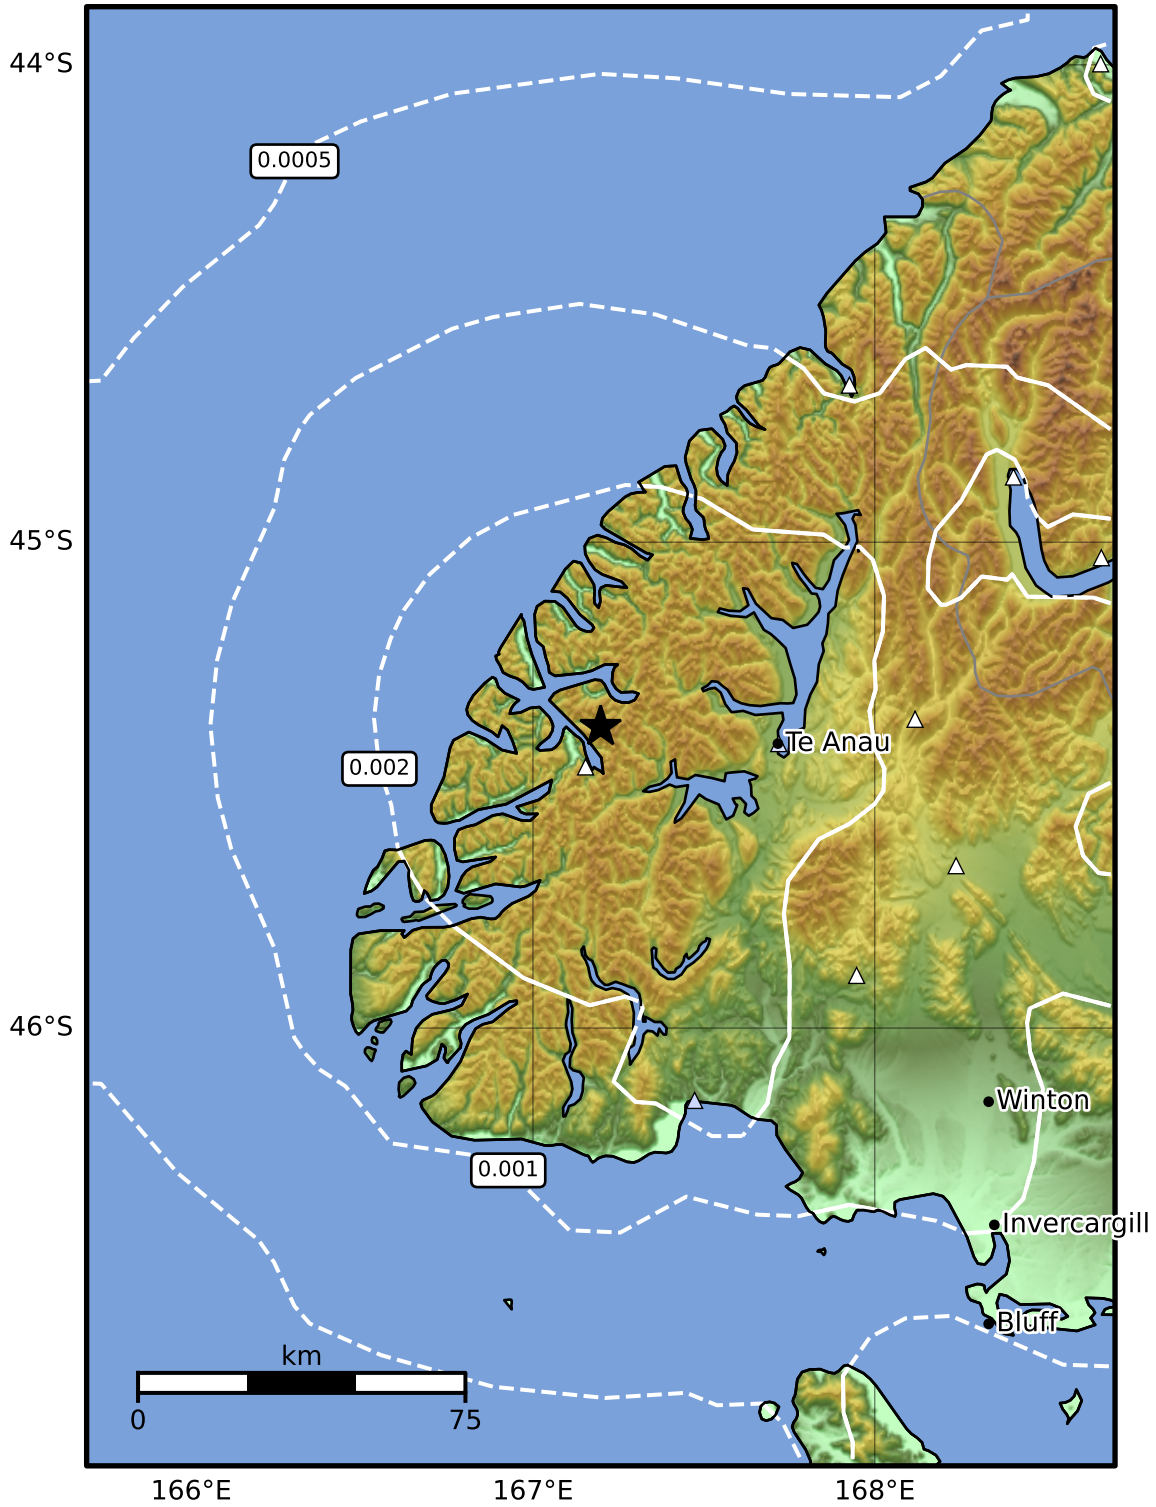 44°S
0.0005
45°S
Te Anau
0.002
46°S
Winton
0.001
Invercargill
Bluff
km
0
75
166°E
167°E
168°E